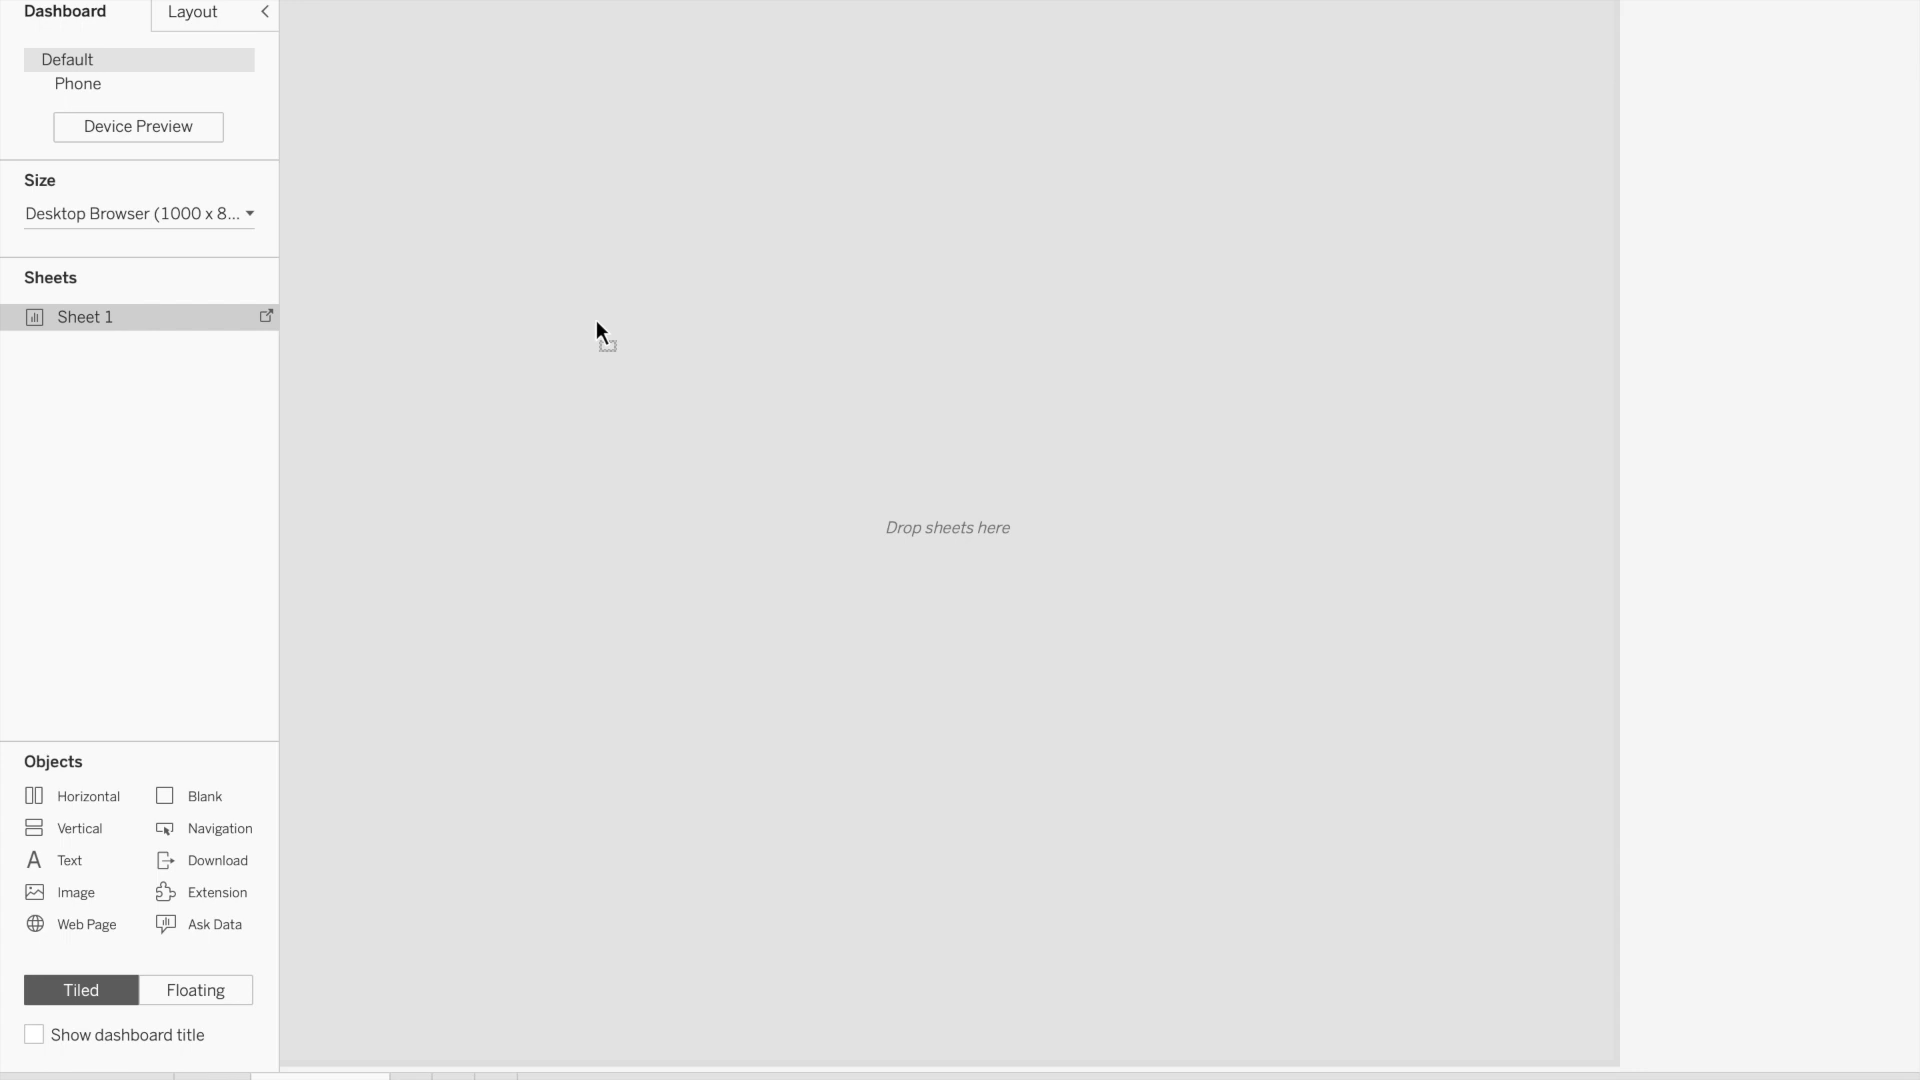 Dashboard
Layout
Default
Phone
Device Preview
Size
Desktop Browser (1000 x 8...
Sheets
Sheet 1
Drop sheets here
Objects
Horizontal
Blank
Vertical
Navigation
Text
Download
Image
Extension
Web Page
Ask Data
Tiled
Floating
Show dashboard title